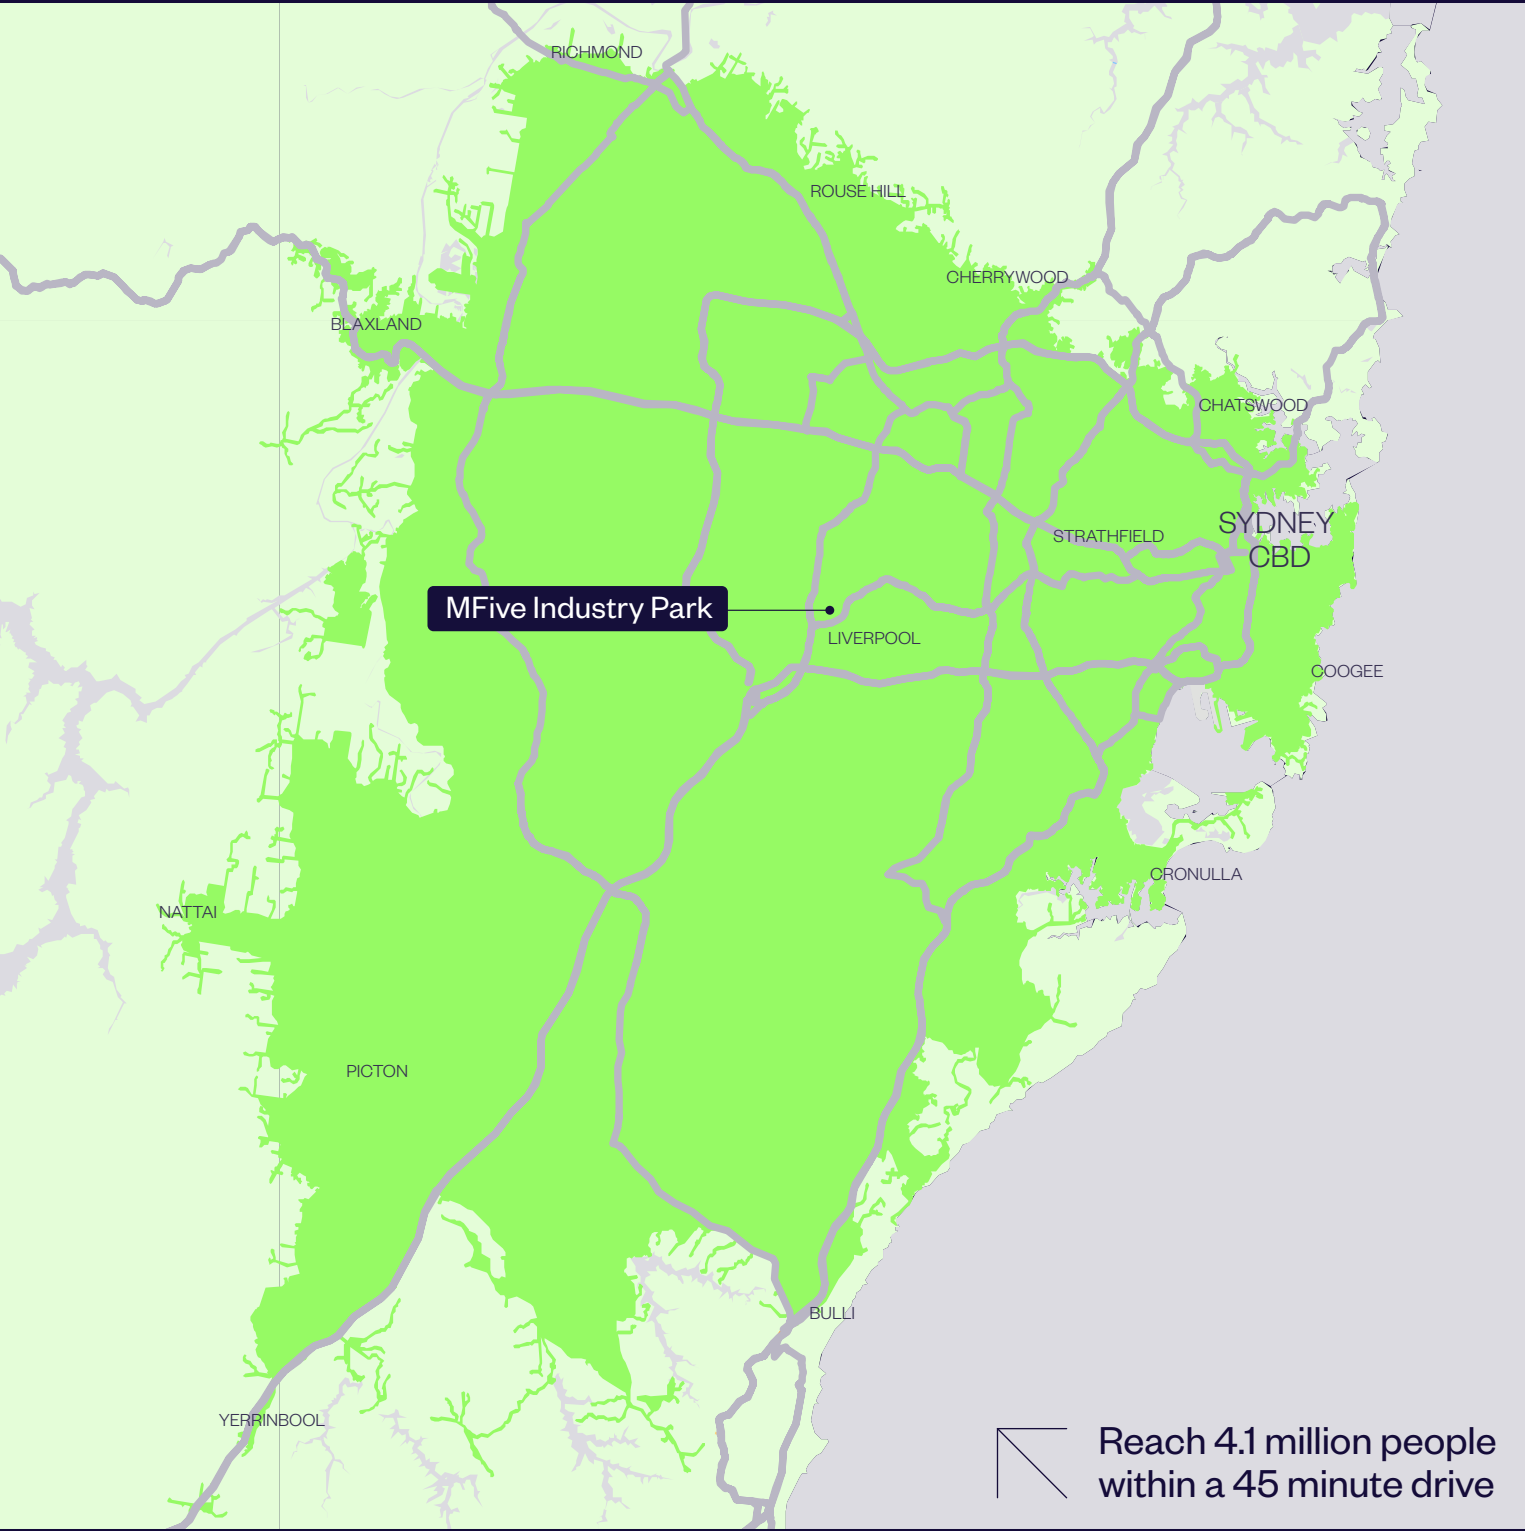 RICHMOND
ROUSE HILL
CHERRYWOOD
BLAXLAND
CHATSWOOD
SYDNEY
CBD
STRATHFIELD
MFive Industry Park
LIVERPOOL
COOGEE
CRONULLA
NATTAI
PICTON
BULLI
YERRINBOOL
Reach 4.1 million people
within a 45 minute drive